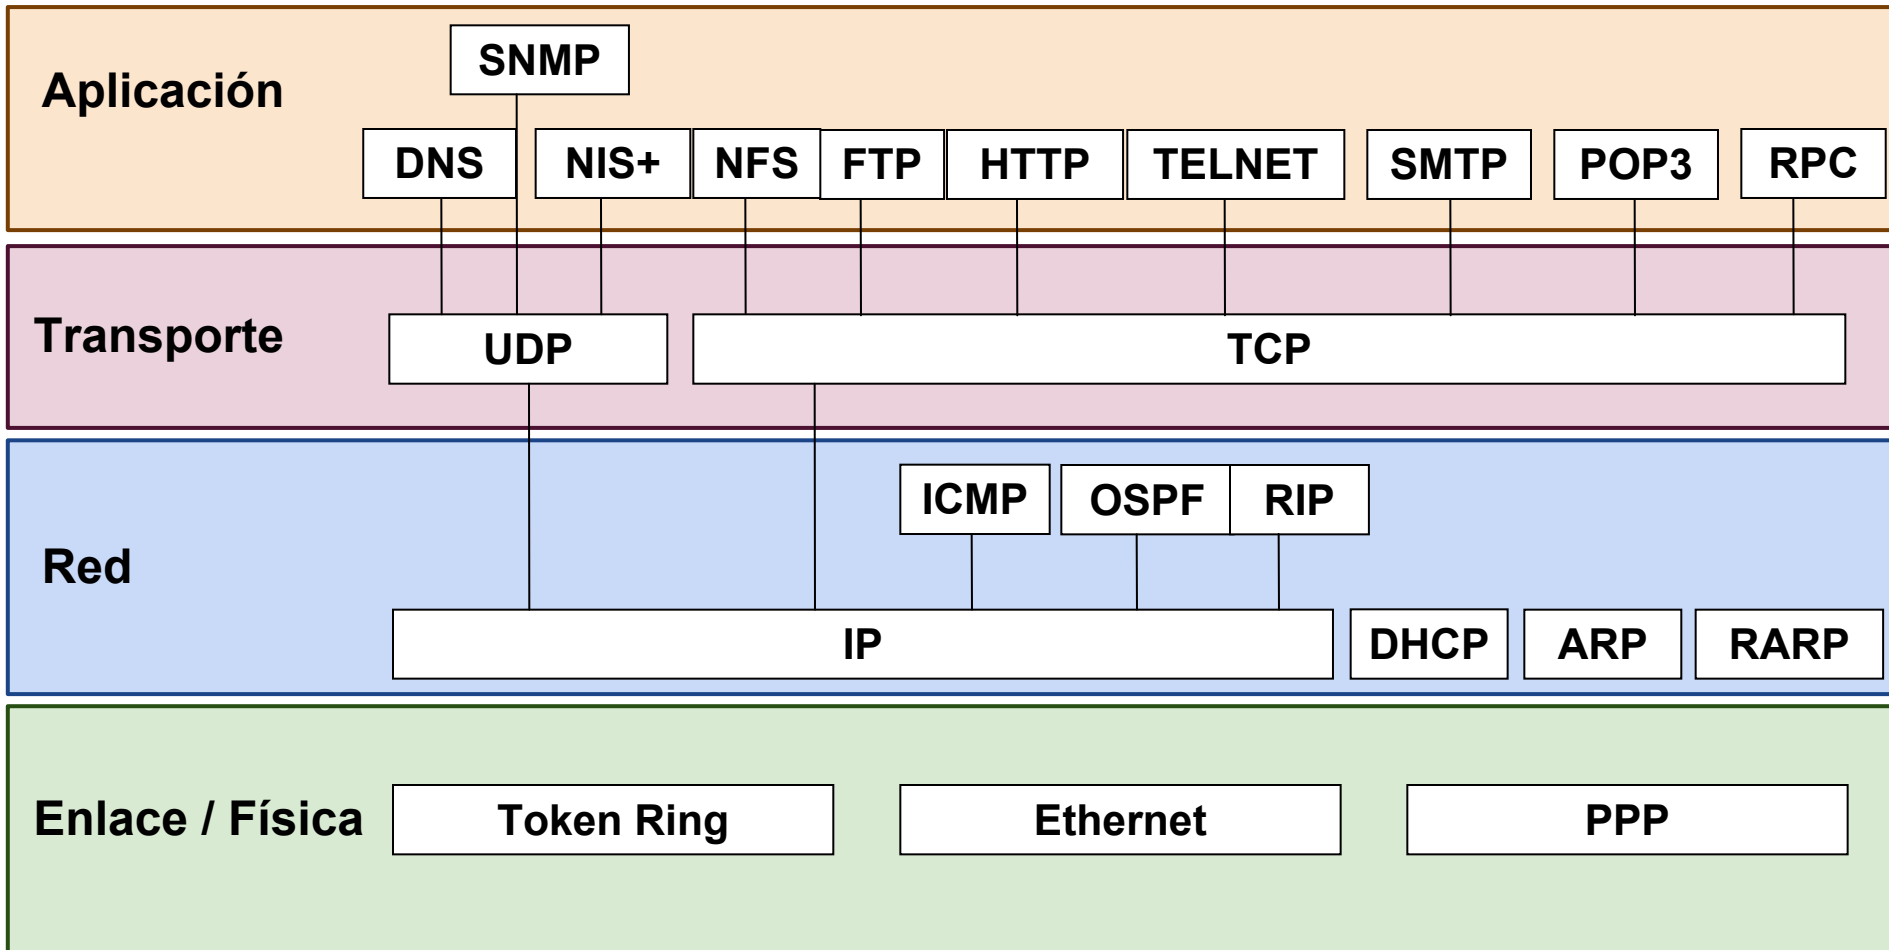 Aplicación
SNMP
DNS NIS+ NFS FTP HTTP TELNET SMTP POP3 RPC
Transporte
UDP TCP
Red
ICMP OSPF RIP
IP DHCP ARP RARP
Enlace / Física
Token Ring Ethernet PPP